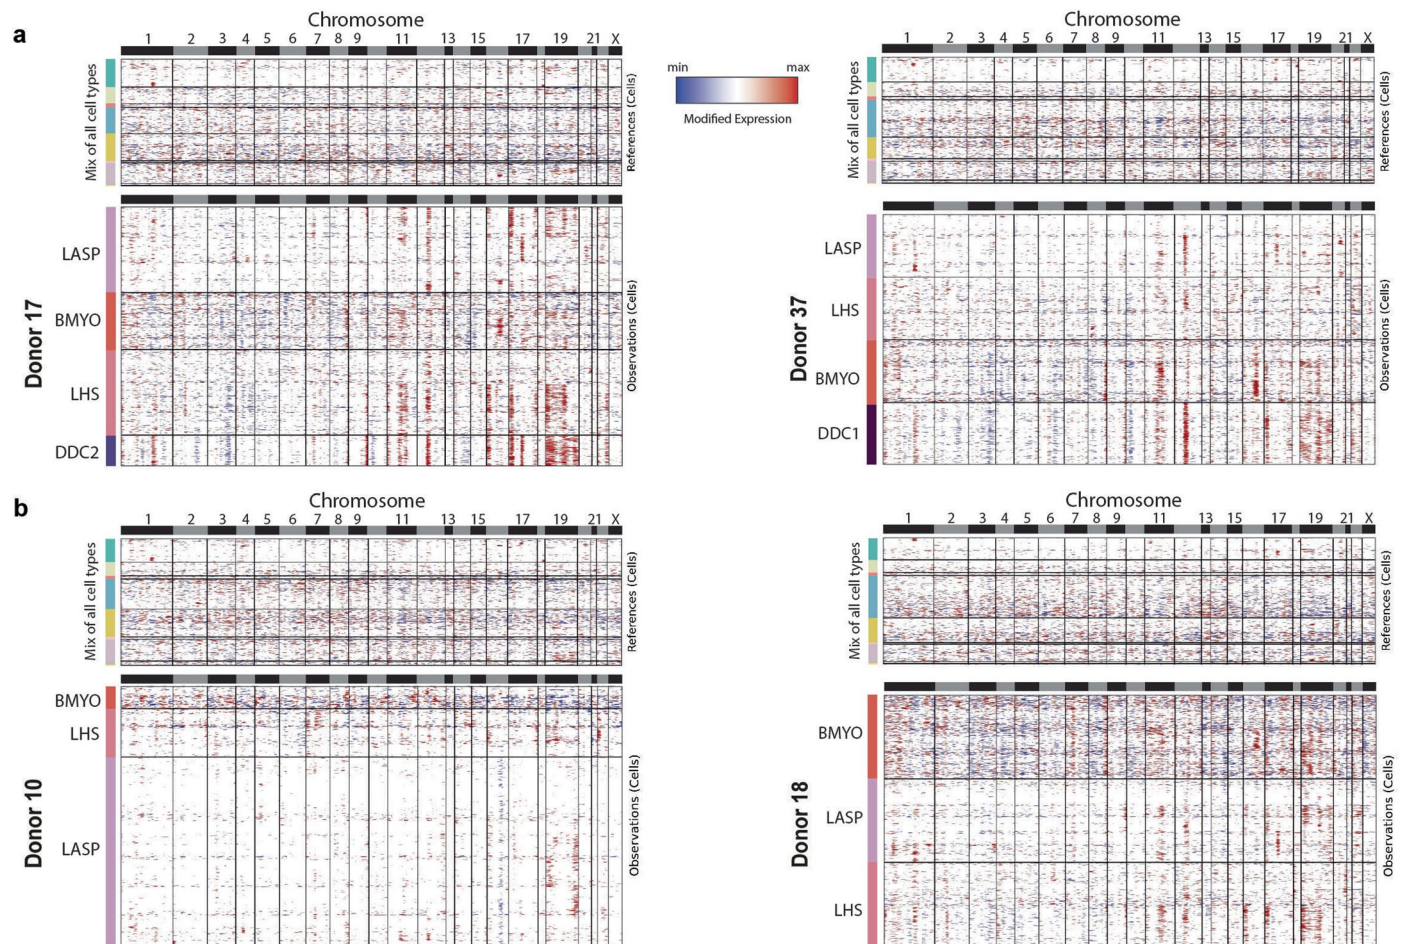 a
Chromosome
1 2 3 4 5 6 7 8 9 11 13 15 17 19 21 X
Mix of all cell types
References (Cells)
Donor 17
LASP
BMYO
LHS
DDC2
Observations (Cells)
min max
Modified Expression
Chromosome
1 2 3 4 5 6 7 8 9 11 13 15 17 19 21 X
Mix of all cell types
References (Cells)
Donor 37
LASP
LHS
BMYO
DDC1
Observations (Cells)
b
Chromosome
1 2 3 4 5 6 7 8 9 11 13 15 17 19 21 X
Mix of all cell types
References (Cells)
Donor 10
BMYO
LHS
LASP
Observations (Cells)
Chromosome
1 2 3 4 5 6 7 8 9 11 13 15 17 19 21 X
Mix of all cell types
References (Cells)
Donor 18
BMYO
LASP
LHS
Observations (Cells)